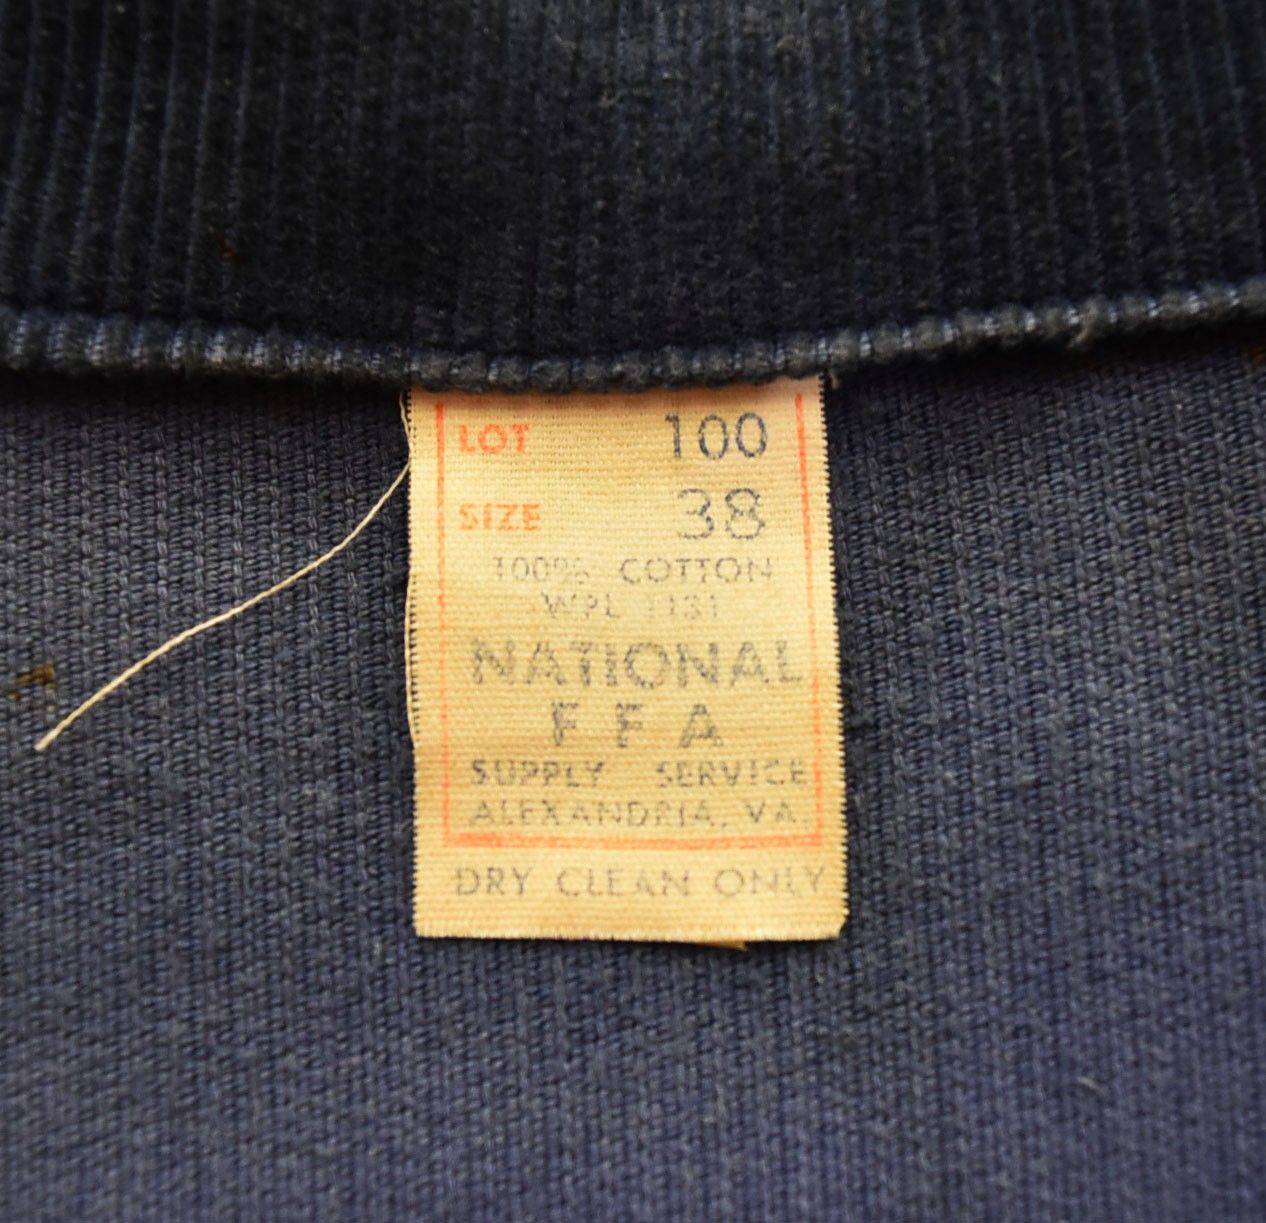 LOT 100
SIZE 38
100% COTTON
WPL 1131
NATIONAL
F F A
SUPPLY SERVICE
ALEXANDRIA, VA.
DRY CLEAN ONLY